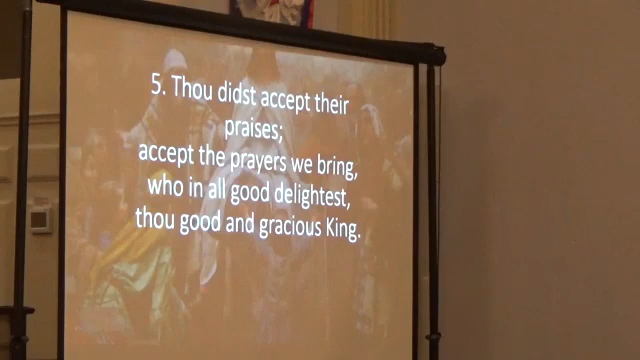 5. Thou didst accept their
praises;
accept the prayers we bring,
who in all good delightest,
thou good and gracious King.